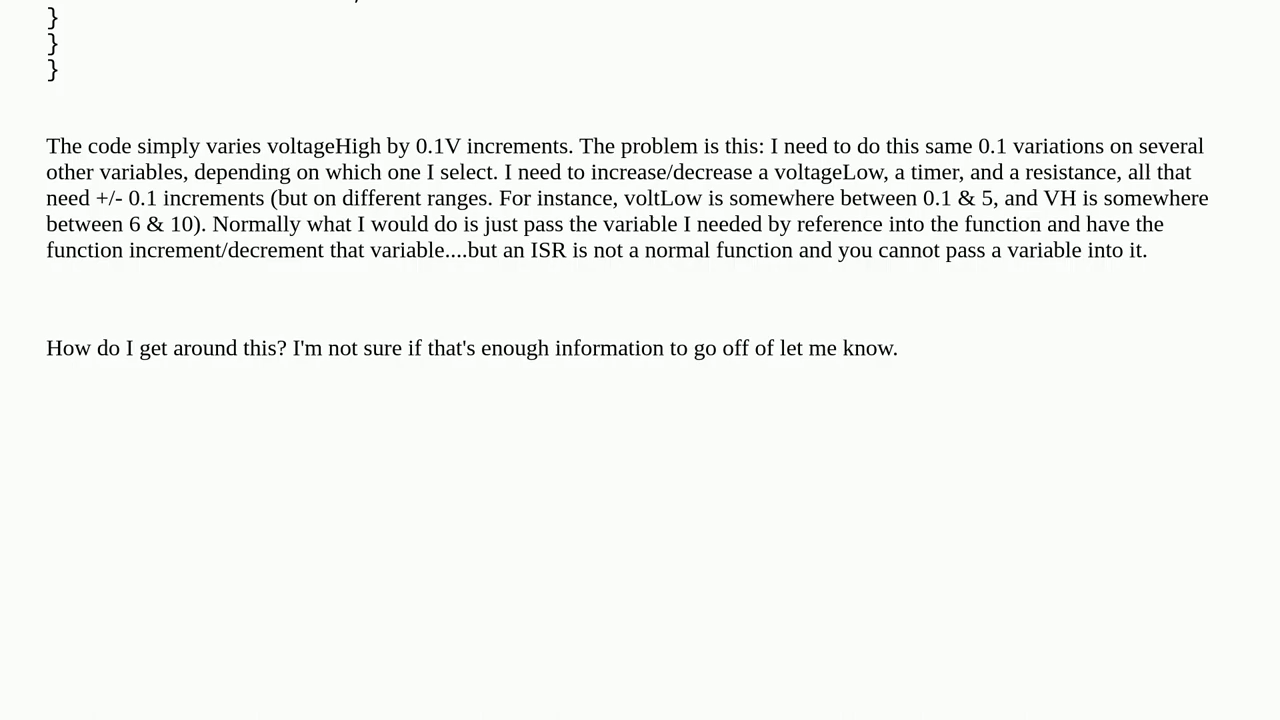 }
}
}
The code simply varies voltageHigh by 0.1V increments. The problem is this: I need to do this same 0.1 variations on several
other variables, depending on which one I select. I need to increase/decrease a voltageLow, a timer, and a resistance, all that
need +/- 0.1 increments (but on different ranges. For instance, voltLow is somewhere between 0.1 & 5, and VH is somewhere
between 6 & 10). Normally what I would do is just pass the variable I needed by reference into the function and have the
function increment/decrement that variable....but an ISR is not a normal function and you cannot pass a variable into it.
How do I get around this? I'm not sure if that's enough information to go off of let me know.